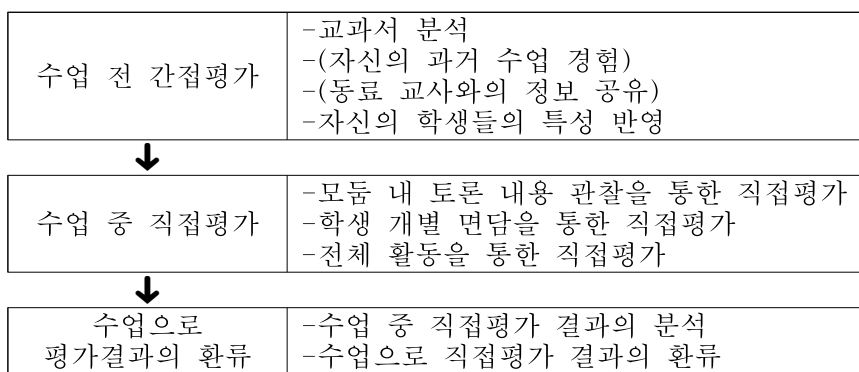 수업 전 간접평가
-교과서 분석
-(자신의 과거 수업 경험)
-(동료 교사와의 정보 공유)
-자신의 학생들의 특성 반영
수업 중 직접평가
-모둠 내 토론 내용 관찰을 통한 직접평가
-학생 개별 면담을 통한 직접평가
-전체 활동을 통한 직접평가
수업으로
평가결과의 환류
-수업 중 직접평가 결과의 분석
-수업으로 직접평가 결과의 환류